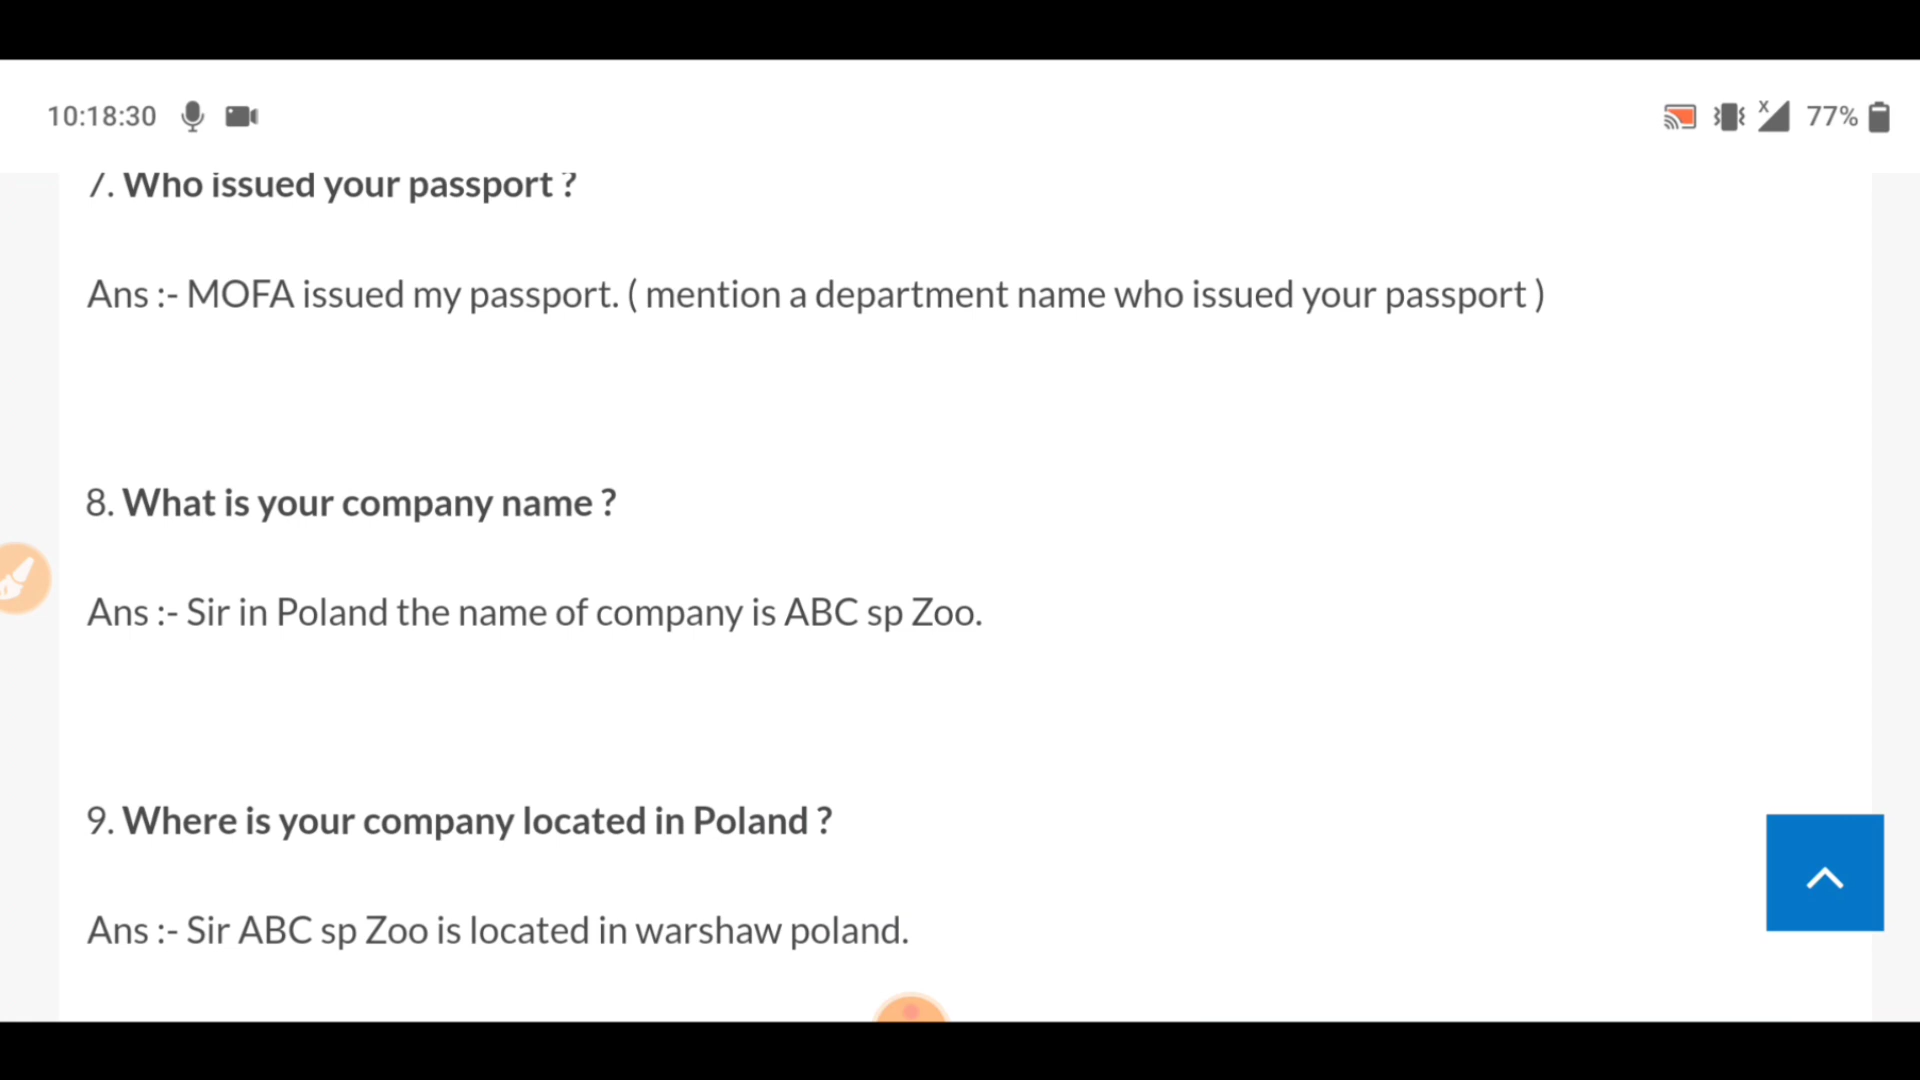 10:18:30
77%
7. Who issued your passport ?
Ans :- MOFA issued my passport. ( mention a department name who issued your passport )
8. What is your company name ?
Ans :- Sir in Poland the name of company is ABC sp Zoo.
9. Where is your company located in Poland ?
Ans :- Sir ABC sp Zoo is located in warshaw poland.